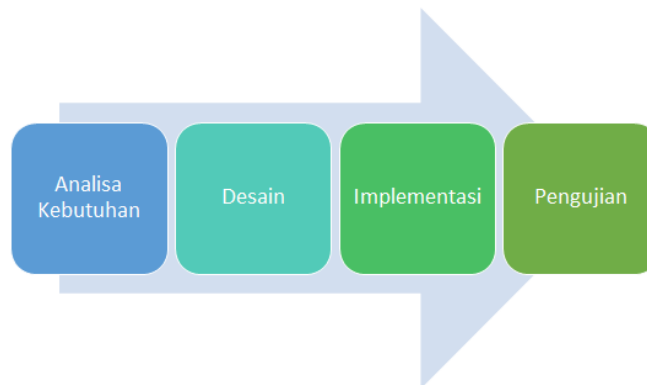 Analisa
Kebutuhan
Desain
Implementasi
Pengujian